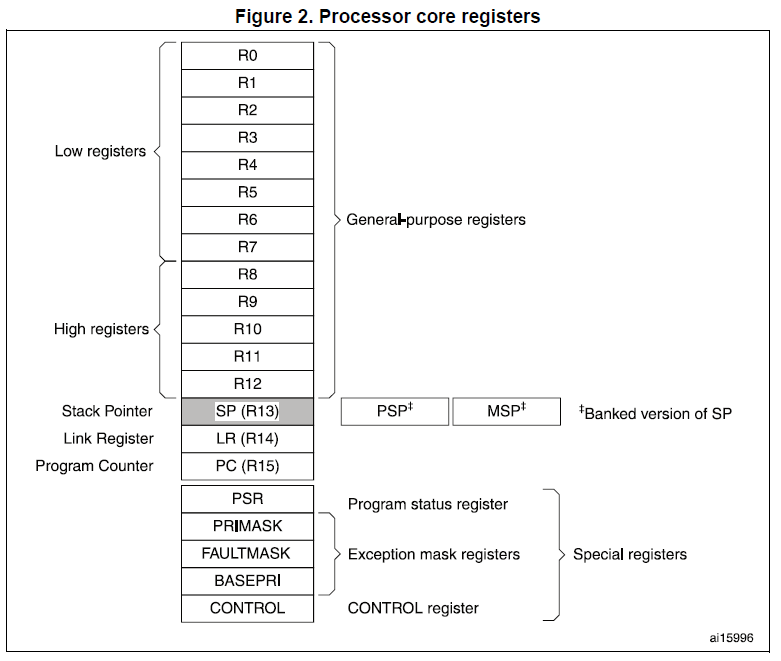 Figure 2. Processor core registers
R0
R1
R2
R3
Low registers
R4
R5
R6
General-purpose registers
R7
R8
R9
High registers
R10
R11
R12
Stack Pointer SP (R13) PSP‡ MSP‡ ‡Banked version of SP
Link Register LR (R14)
Program Counter PC (R15)
PSR Program status register
PRIMASK
FAULTMASK Exception mask registers Special registers
BASEPRI
CONTROL CONTROL register
ai15996